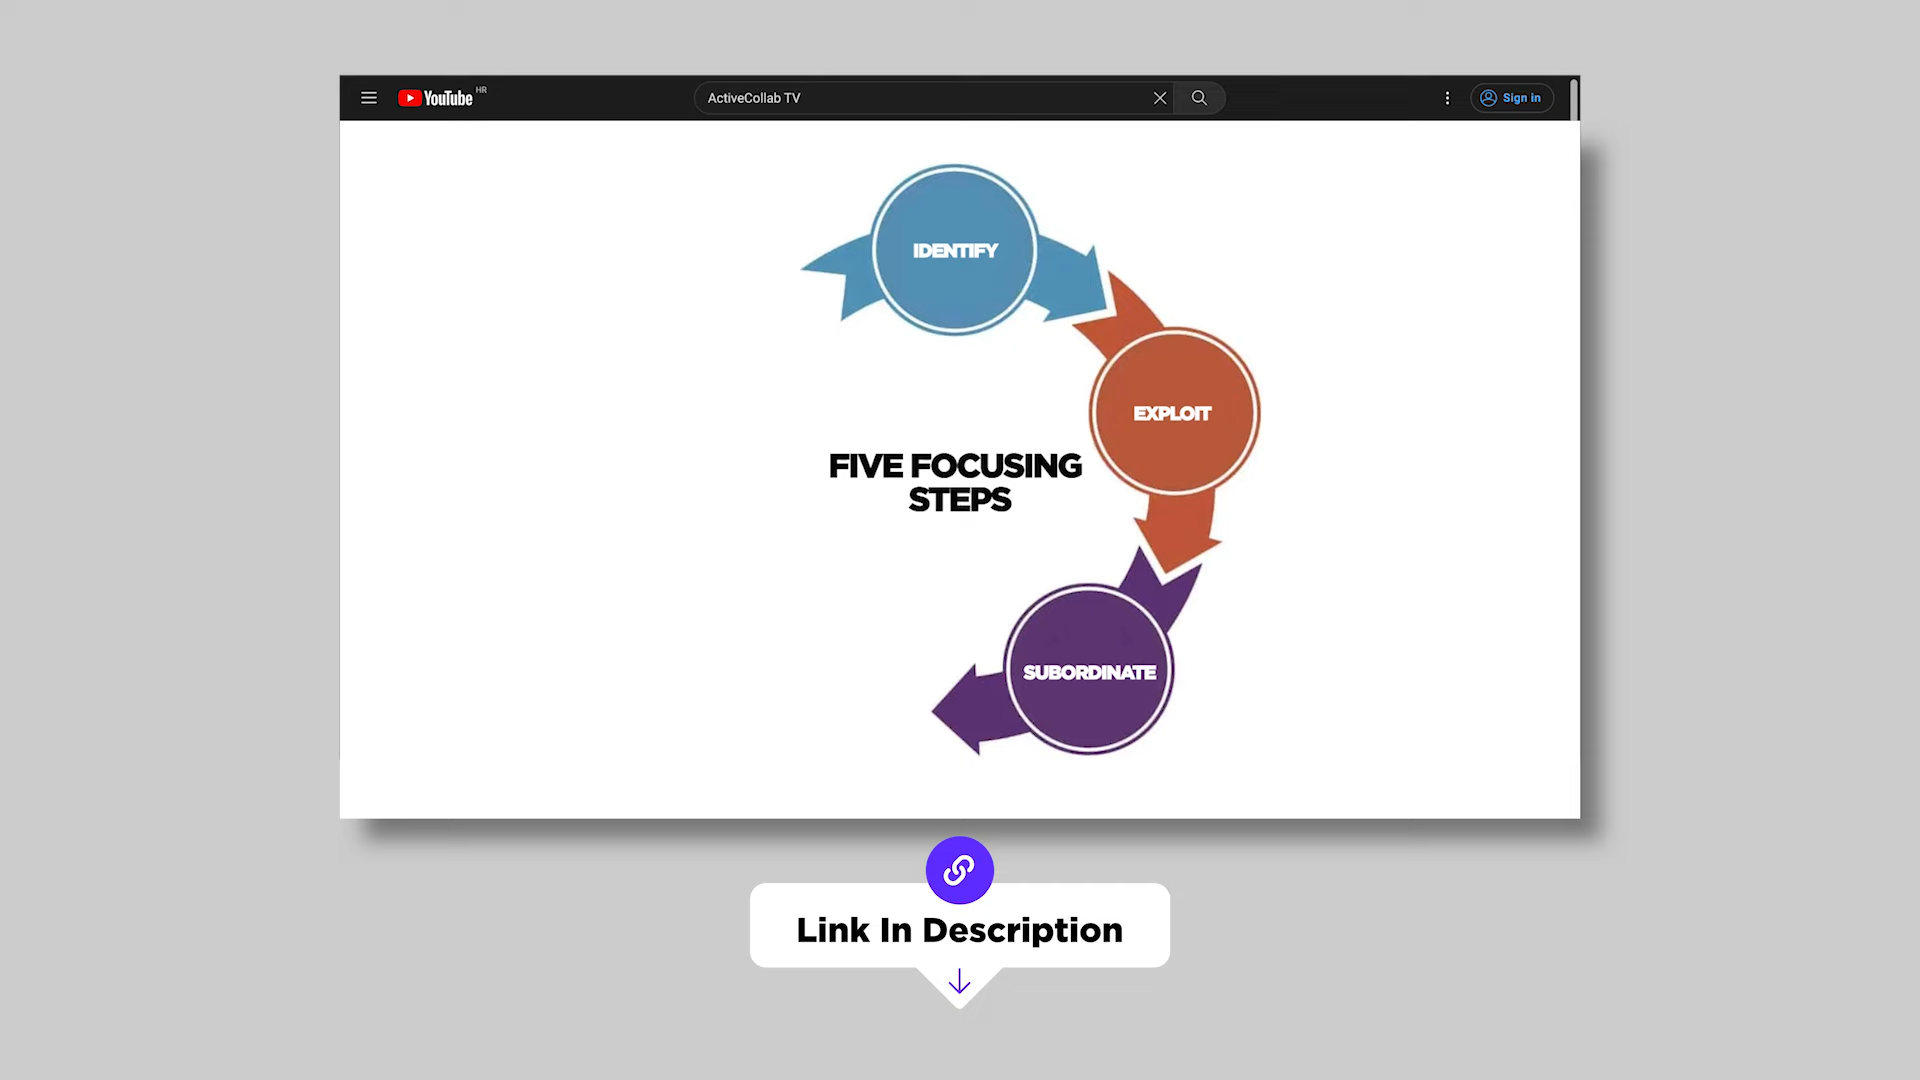 YouTube HR
ActiveCollab TV
Sign in
IDENTIFY
EXPLOIT
FIVE FOCUSING
STEPS
SUBORDINATE
Link In Description